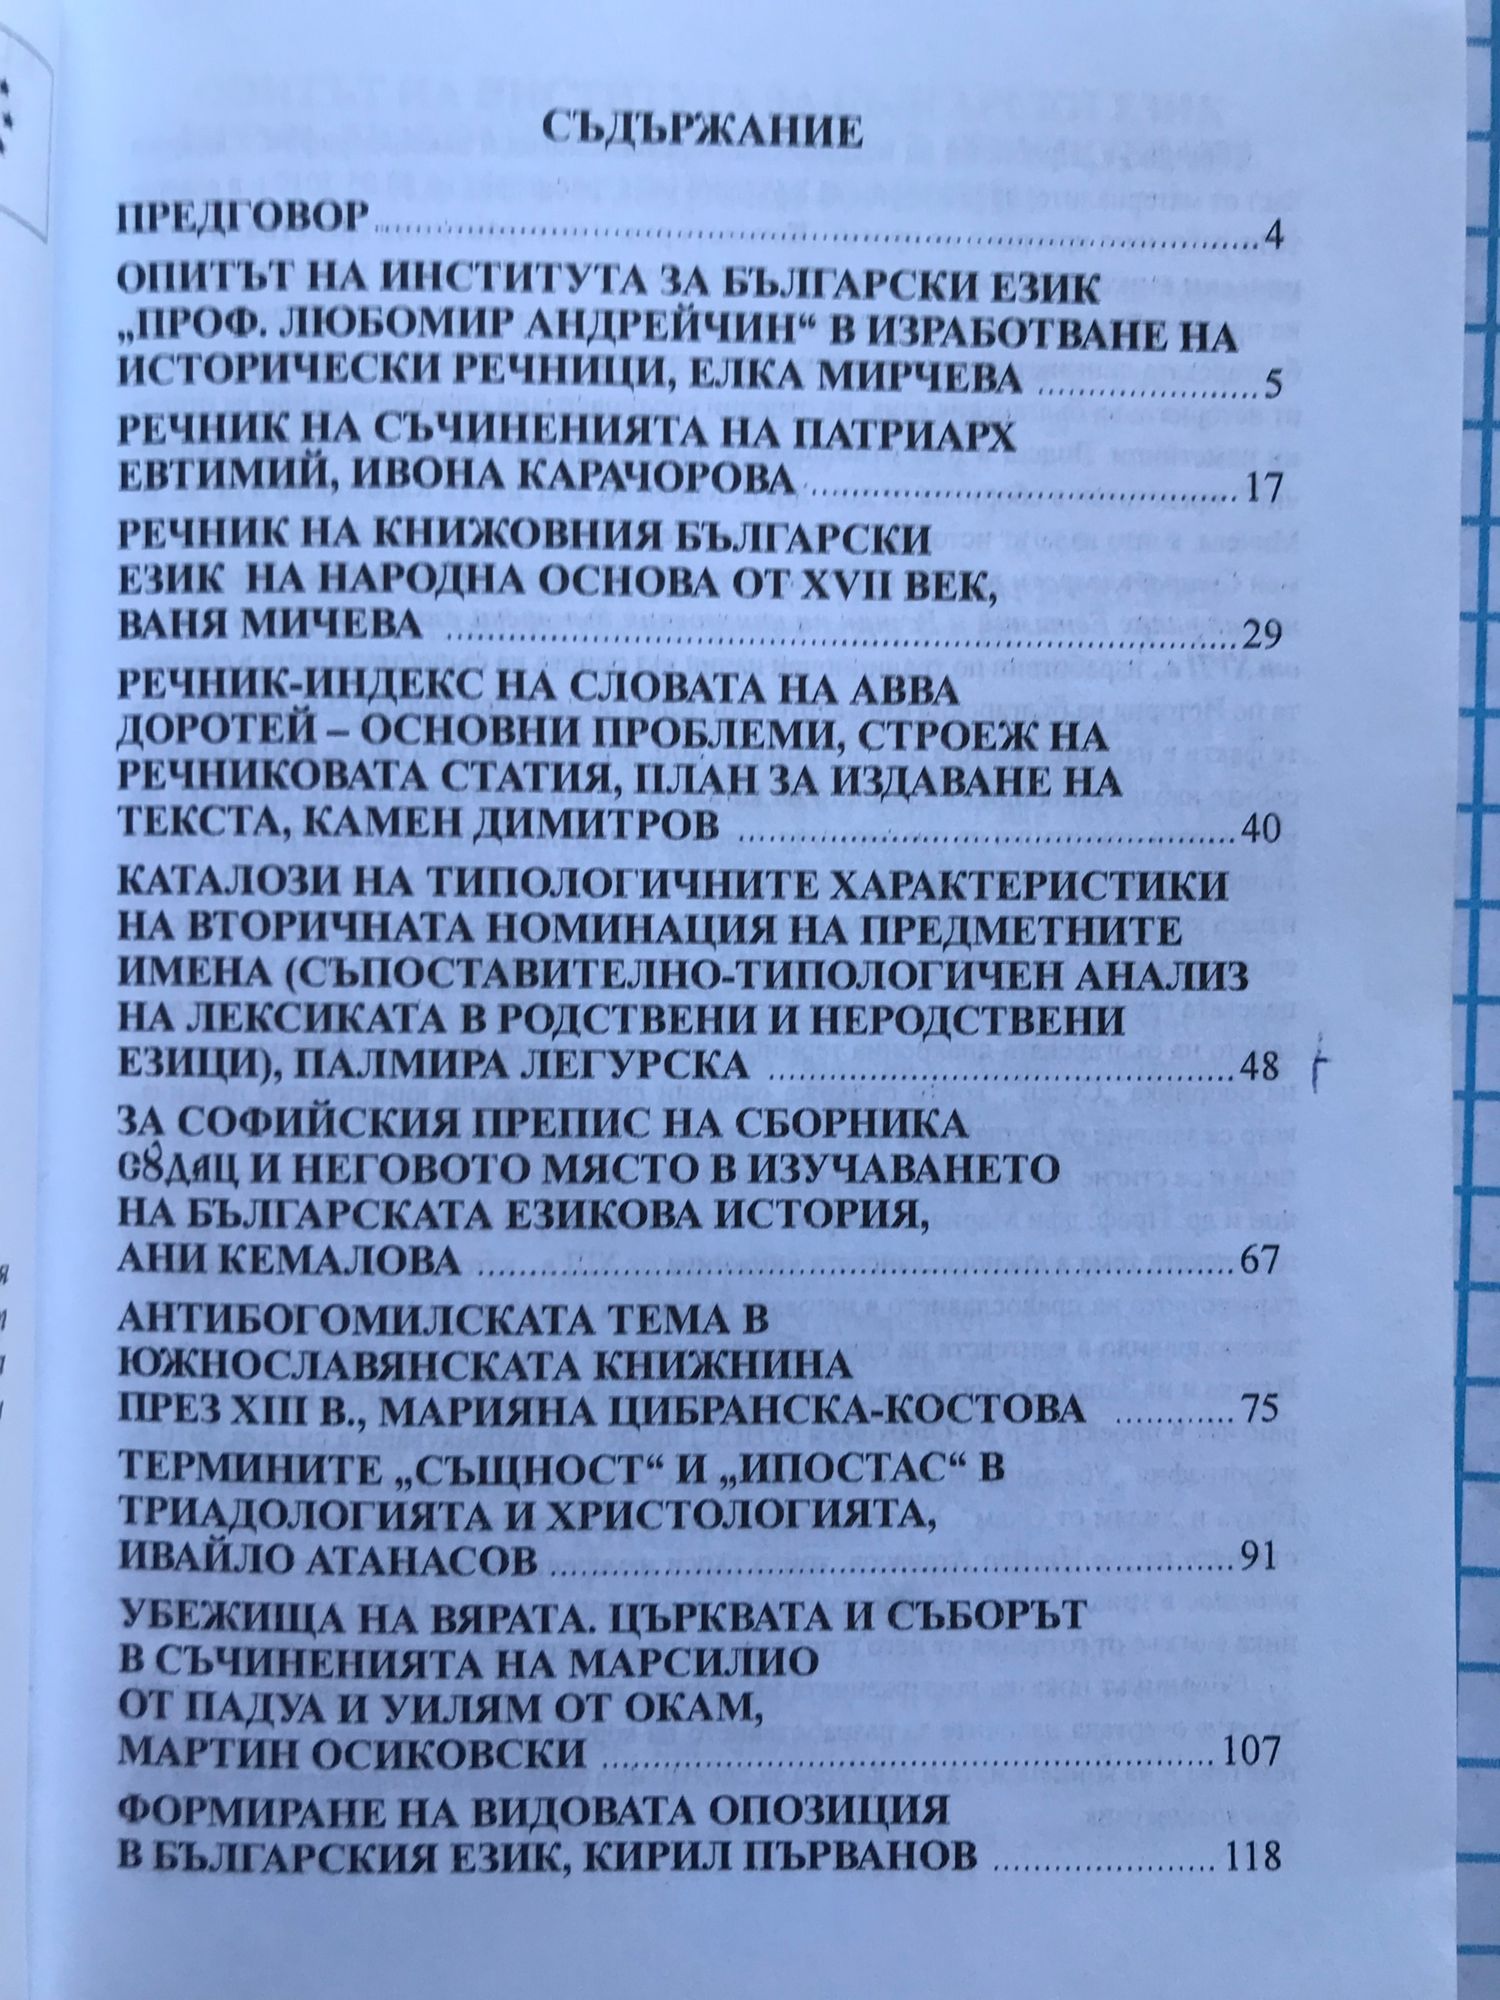 СЪДЪРЖАНИЕ
ПРЕДГОВОР.......................................4
ОПИТЪТ НА ИНСТИТУТА ЗА БЪЛГАРСКИ ЕЗИК
„ПРОФ. ЛЮБОМИР АНДРЕЙЧИН“ В ИЗРАБОТВАНЕ НА
ИСТОРИЧЕСКИ РЕЧНИЦИ, ЕЛКА МИРЧЕВА ....................5
РЕЧНИК НА СЪЧИНЕНИЯТА НА ПАТРИАРХ
ЕВТИМИЙ, ИВОНА КАРАЧОРОВА ....................17
РЕЧНИК НА КНИЖОВНИЯ БЪЛГАРСКИ
ЕЗИК НА НАРОДНА ОСНОВА ОТ XVII ВЕК,
ВАНЯ МИЧЕВА ....................29
РЕЧНИК-ИНДЕКС НА СЛОВАТА НА АВВА
ДОРОТЕЙ – ОСНОВНИ ПРОБЛЕМИ, СТРОЕЖ НА
РЕЧНИКОВАТА СТАТИЯ, ПЛАН ЗА ИЗДАВАНЕ НА
ТЕКСТА, КАМЕН ДИМИТРОВ ....................40
КАТАЛОЗИ НА ТИПОЛОГИЧНИТЕ ХАРАКТЕРИСТИКИ
НА ВТОРИЧНАТА НОМИНАЦИЯ НА ПРЕДМЕТНИТЕ
ИМЕНА (СЪПОСТАВИТЕЛНО-ТИПОЛОГИЧЕН АНАЛИЗ
НА ЛЕКСИКАТА В РОДСТВЕНИ И НЕРОДСТВЕНИ
ЕЗИЦИ), ПАЛМИРА ЛЕГУРСКА ....................48
ЗА СОФИЙСКИЯ ПРЕПИС НА СБОРНИКА
СꙊДѦЦ И НЕГОВОТО МЯСТО В ИЗУЧАВАНЕТО
НА БЪЛГАРСКАТА ЕЗИКОВА ИСТОРИЯ,
АНИ КЕМАЛОВА ....................67
АНТИБОГОМИЛСКАТА ТЕМА В
ЮЖНОСЛАВЯНСКАТА КНИЖНИНА
ПРЕЗ XIII В., МАРИЯНА ЦИБРАНСКА-КОСТОВА ............75
ТЕРМИНИТЕ „СЪЩНОСТ“ И „ИПОСТАС“ В
ТРИАДОЛОГИЯТА И ХРИСТОЛОГИЯТА,
ИВАЙЛО АТАНАСОВ ....................91
УБЕЖИЩА НА ВЯРАТА. ЦЪРКВАТА И СЪБОРЪТ
В СЪЧИНЕНИЯТА НА МАРСИЛИО
ОТ ПАДУА И УИЛЯМ ОТ ОКАМ,
МАРТИН ОСИКОВСКИ ....................107
ФОРМИРАНЕ НА ВИДОВАТА ОПОЗИЦИЯ
В БЪЛГАРСКИЯ ЕЗИК, КИРИЛ ПЪРВАНОВ ....................118